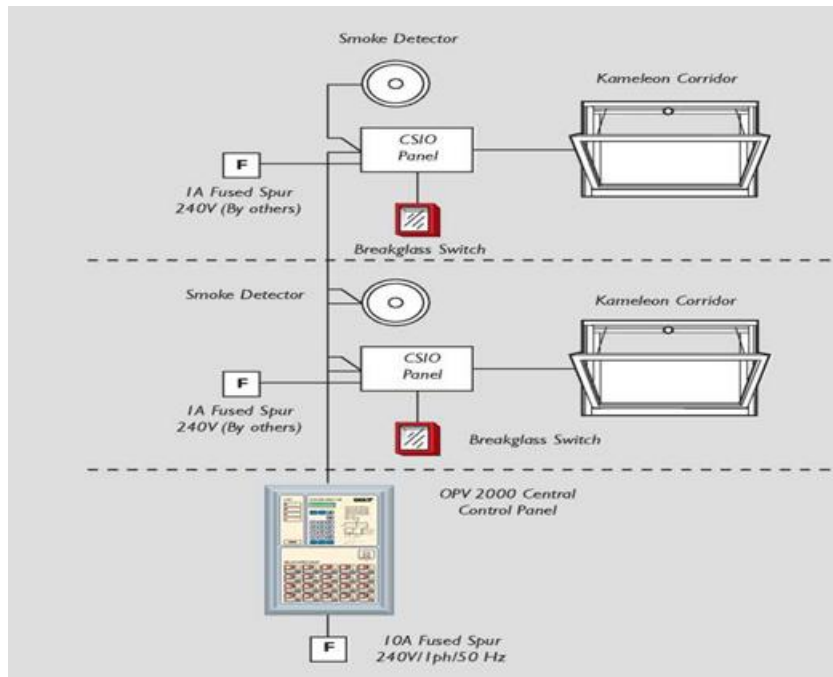 Smoke Detector
Kameleon Corridor
CSIO
Panel
F
1A Fused Spur
240V (By others)
Breakglass Switch
Smoke Detector
Kameleon Corridor
CSIO
Panel
F
1A Fused Spur
240V (By others)
Breakglass Switch
OPV 2000 Central
Control Panel
F
10A Fused Spur
240V/1ph/50 Hz